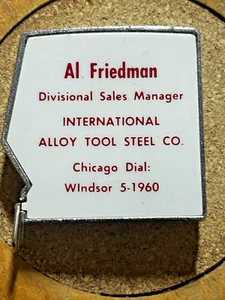 Al Friedman
Divisional Sales Manager
INTERNATIONAL
ALLOY TOOL STEEL CO.
Chicago Dial:
WIndsor 5-1960